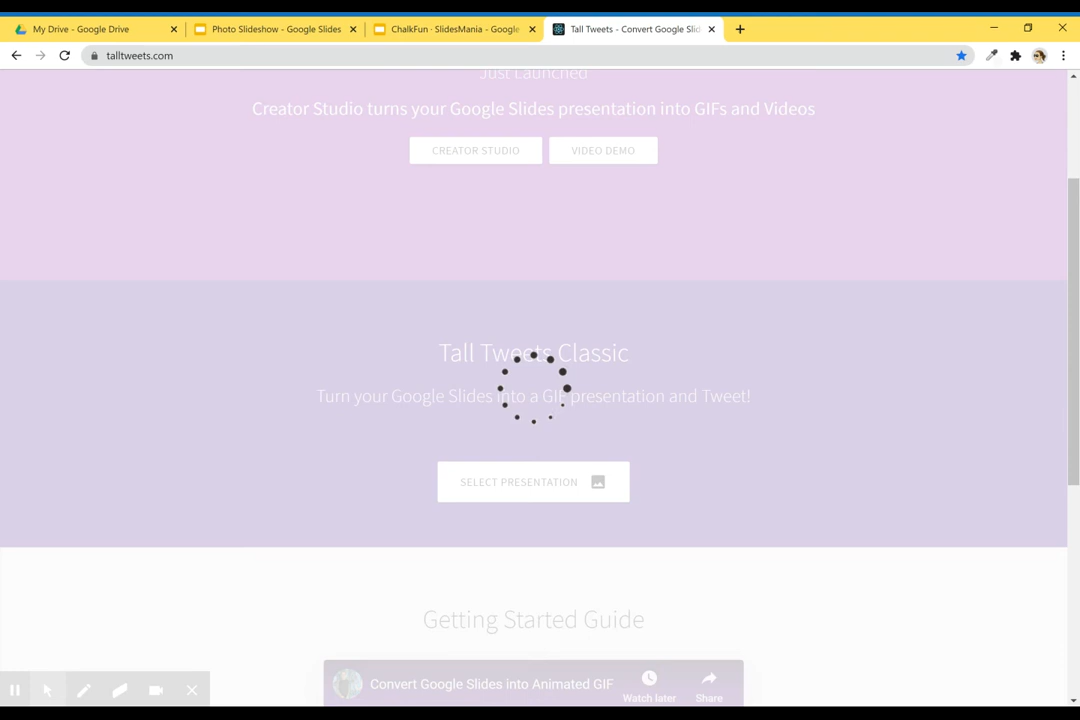 My Drive - Google Drive
Photo Slideshow - Google Slides
ChalkFun · SlidesMania - Google
Tall Tweets - Convert Google Slid
talltweets.com
Just Launched
Creator Studio turns your Google Slides presentation into GIFs and Videos
CREATOR STUDIO
VIDEO DEMO
Tall Tweets Classic
Turn your Google Slides into a GIF presentation and Tweet!
SELECT PRESENTATION
Getting Started Guide
Convert Google Slides into Animated GIF
Watch later
Share